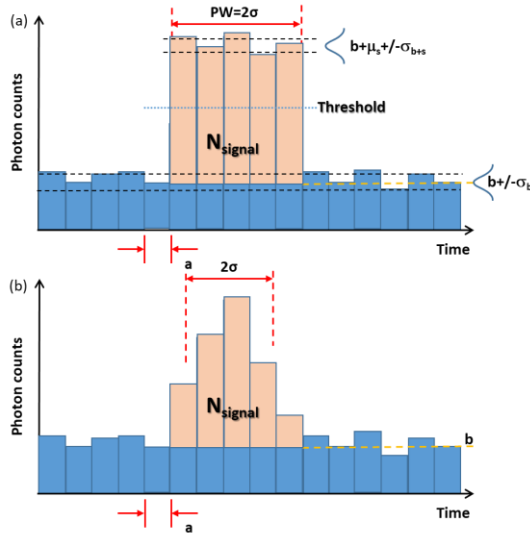 (a)
PW=2σ
b+μs+/-σb+s
Threshold
Nsignal
Photon counts
b+/-σb
Time
a
(b)
2σ
Photon counts
Nsignal
b
Time
a